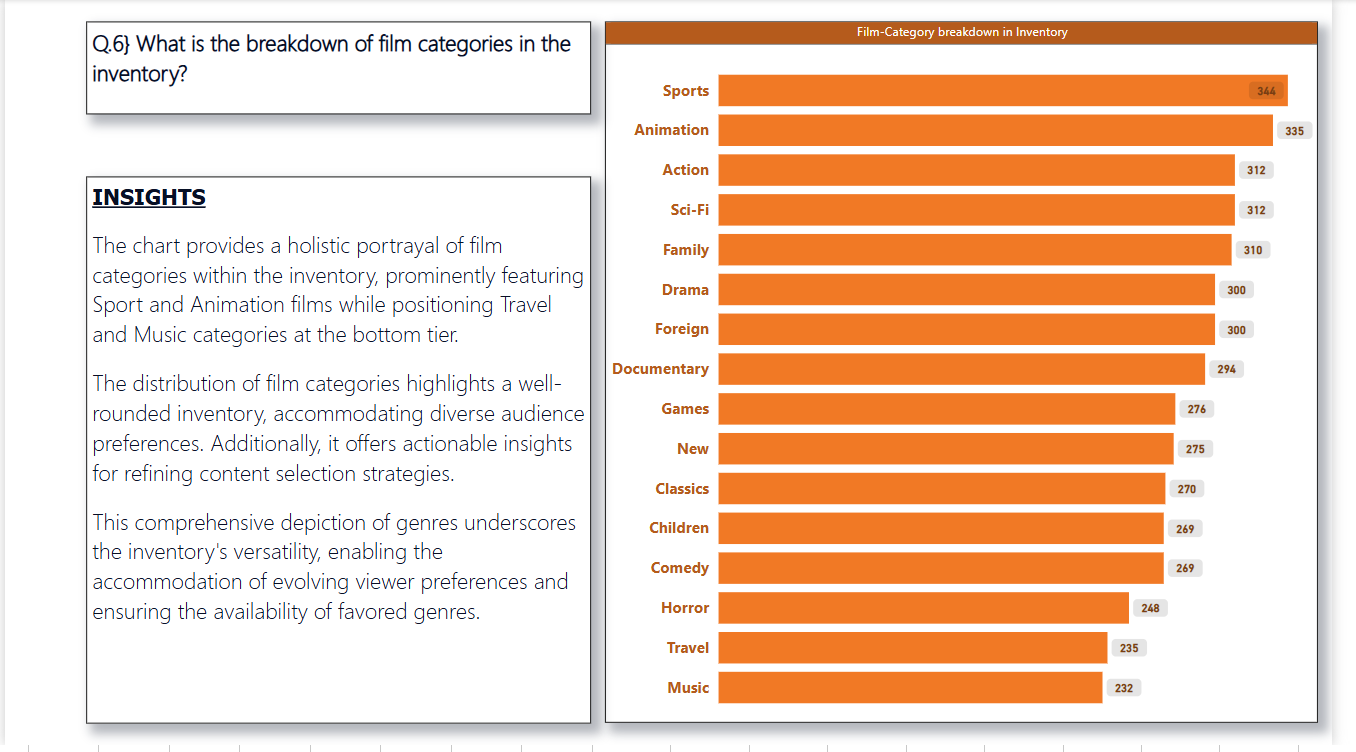 Q.6} What is the breakdown of film categories in the
inventory?
INSIGHTS
The chart provides a holistic portrayal of film
categories within the inventory, prominently featuring
Sport and Animation films while positioning Travel
and Music categories at the bottom tier.
The distribution of film categories highlights a well-
rounded inventory, accommodating diverse audience
preferences. Additionally, it offers actionable insights
for refining content selection strategies.
This comprehensive depiction of genres underscores
the inventory's versatility, enabling the
accommodation of evolving viewer preferences and
ensuring the availability of favored genres.
Film-Category breakdown in Inventory
Sports 344
Animation 335
Action 312
Sci-Fi 312
Family 310
Drama 300
Foreign 300
Documentary 294
Games 276
New 275
Classics 270
Children 269
Comedy 269
Horror 248
Travel 235
Music 232